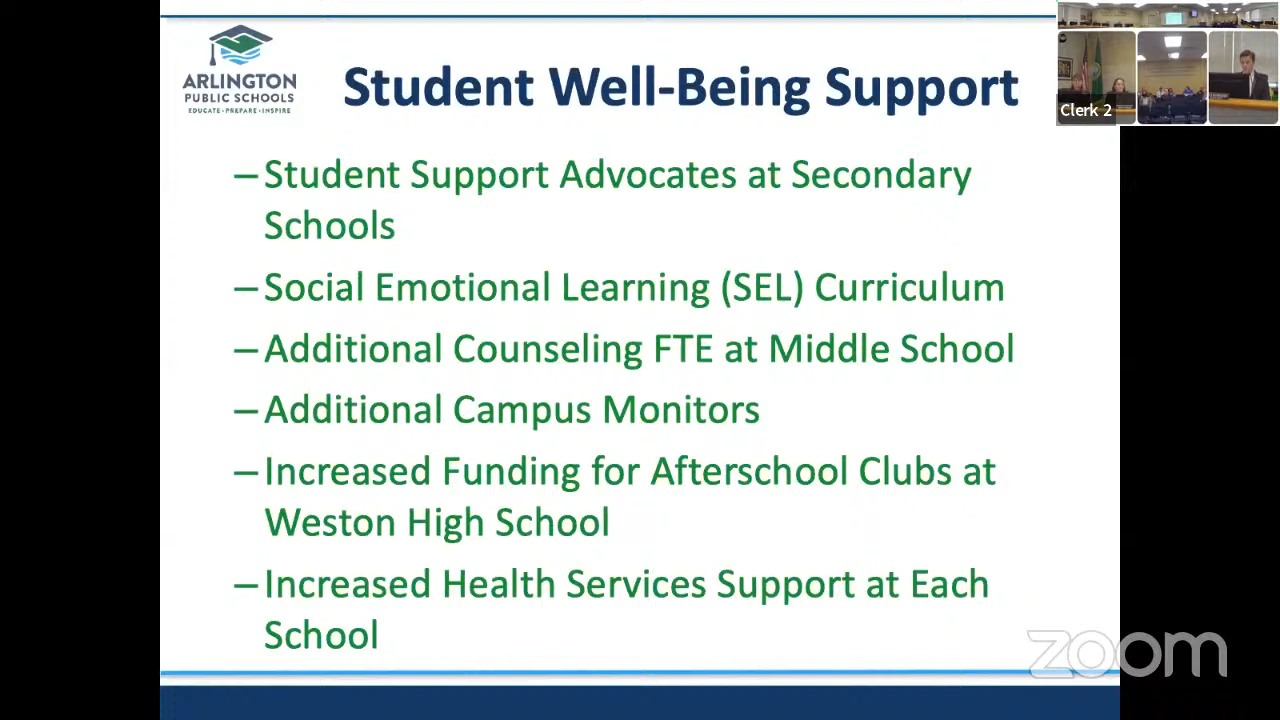 ARLINGTON
PUBLIC SCHOOLS
EDUCATE • PREPARE • INSPIRE
Student Well-Being Support
–Student Support Advocates at Secondary
Schools
–Social Emotional Learning (SEL) Curriculum
–Additional Counseling FTE at Middle School
–Additional Campus Monitors
–Increased Funding for Afterschool Clubs at
Weston High School
–Increased Health Services Support at Each
School
Clerk 2
zoom